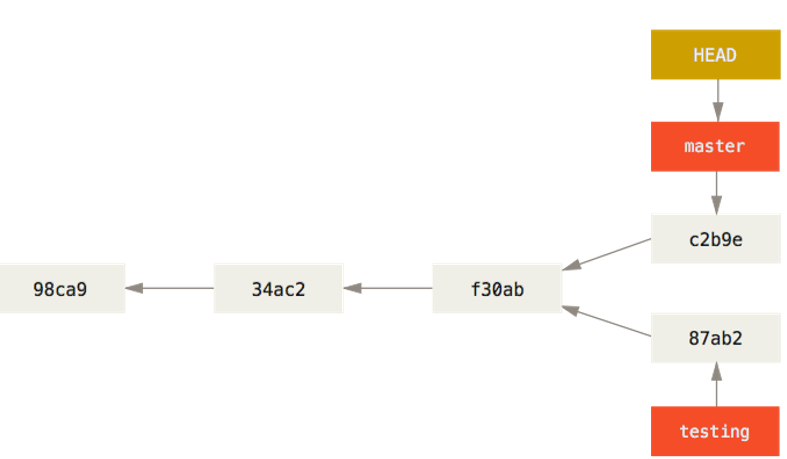 HEAD
master
c2b9e
98ca9 34ac2 f30ab
87ab2
testing